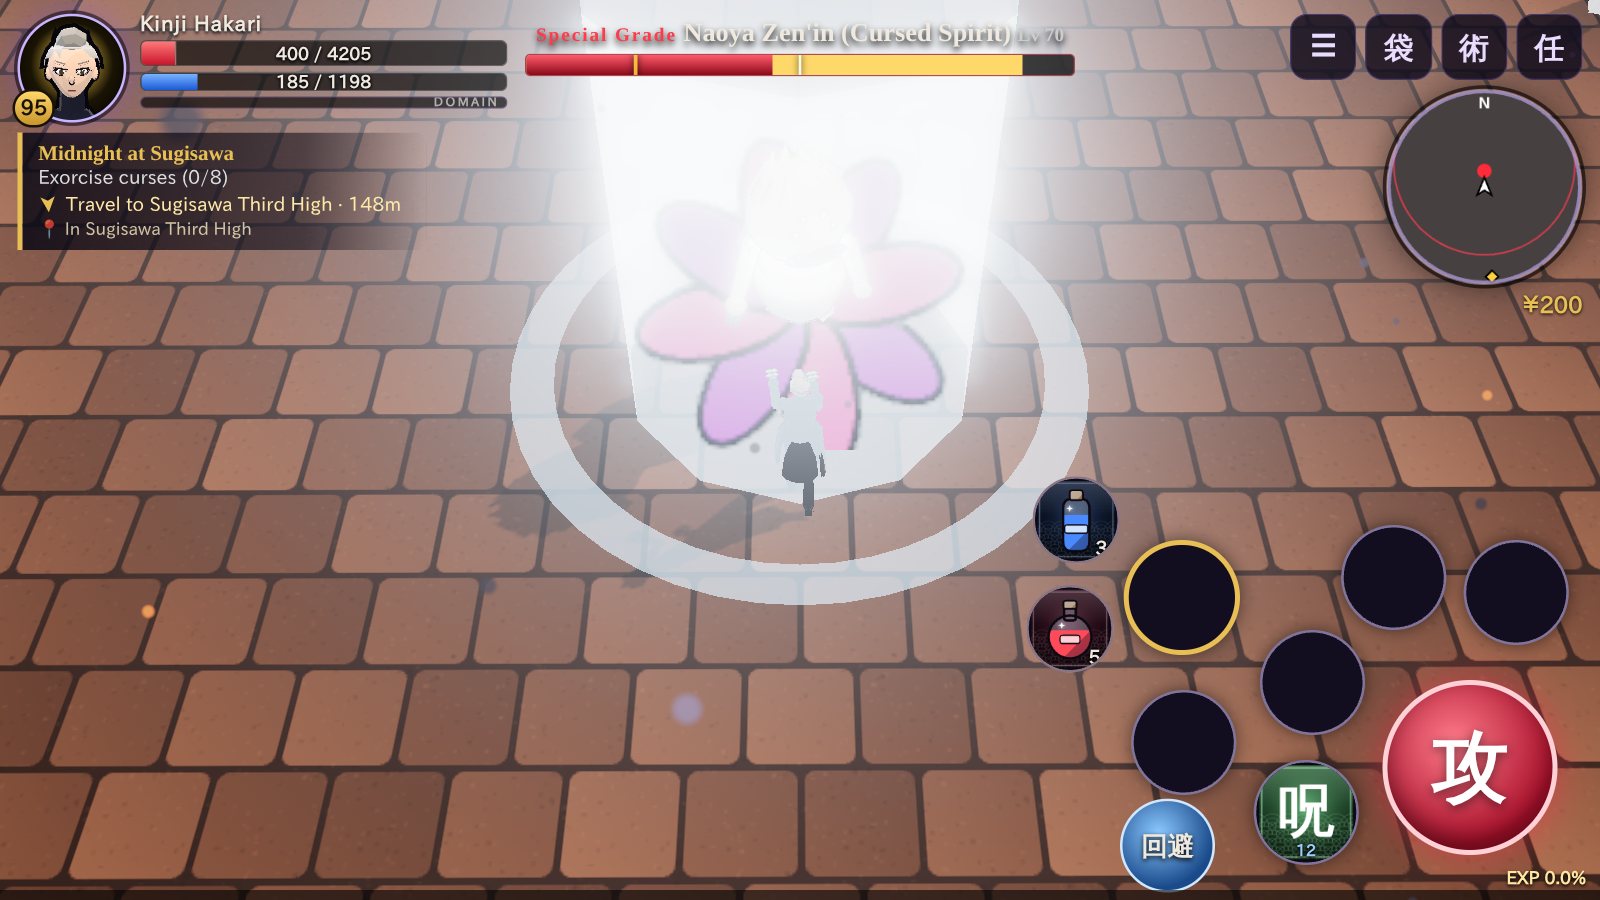 Kinji Hakari
400 / 4205
185 / 1198
DOMAIN
95
Special Grade Naoya Zen'in (Cursed Spirit) Lv 70
☰ 袋 術 任
N
Midnight at Sugisawa
Exorcise curses (0/8)
Travel to Sugisawa Third High · 148m
In Sugisawa Third High
¥200
3
5
攻
呪
12
回避
EXP 0.0%